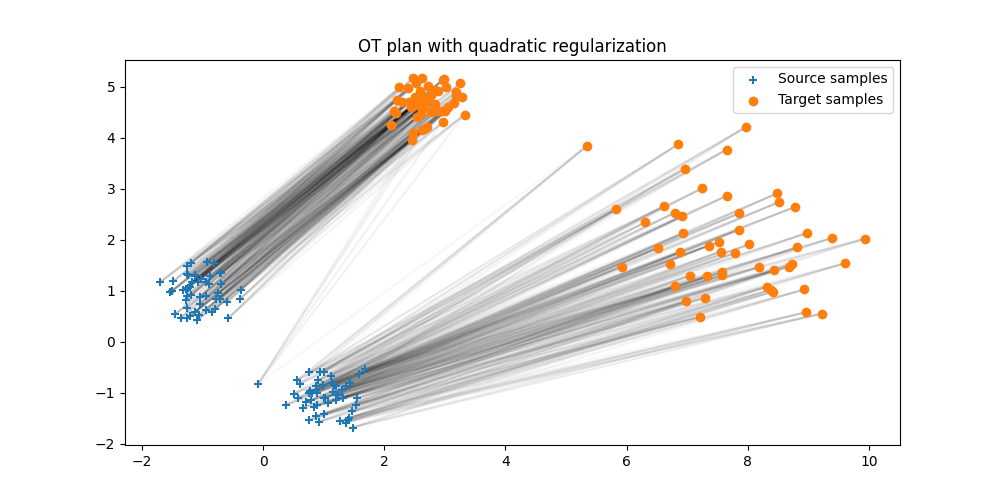 OT plan with quadratic regularization
Source samples
Target samples
5
4
3
2
1
0
−1
−2
−2 0 2 4 6 8 10